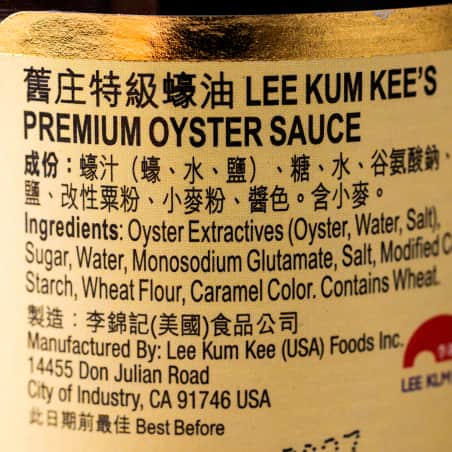 舊庄特級蠔油 LEE KUM KEE'S
PREMIUM OYSTER SAUCE
成份：蠔汁（蠔、水、鹽）、糖、水、谷氨酸鈉、
鹽、改性粟粉、小麥粉、醬色。含小麥。
Ingredients: Oyster Extractives (Oyster, Water, Salt),
Sugar, Water, Monosodium Glutamate, Salt, Modified
Starch, Wheat Flour, Caramel Color. Contains Wheat.
製造：李錦記(美國)食品公司
Manufactured By: Lee Kum Kee (USA) Foods Inc.
14455 Don Julian Road
City of Industry, CA 91746 USA
LEE
此日期前最佳 Best Before